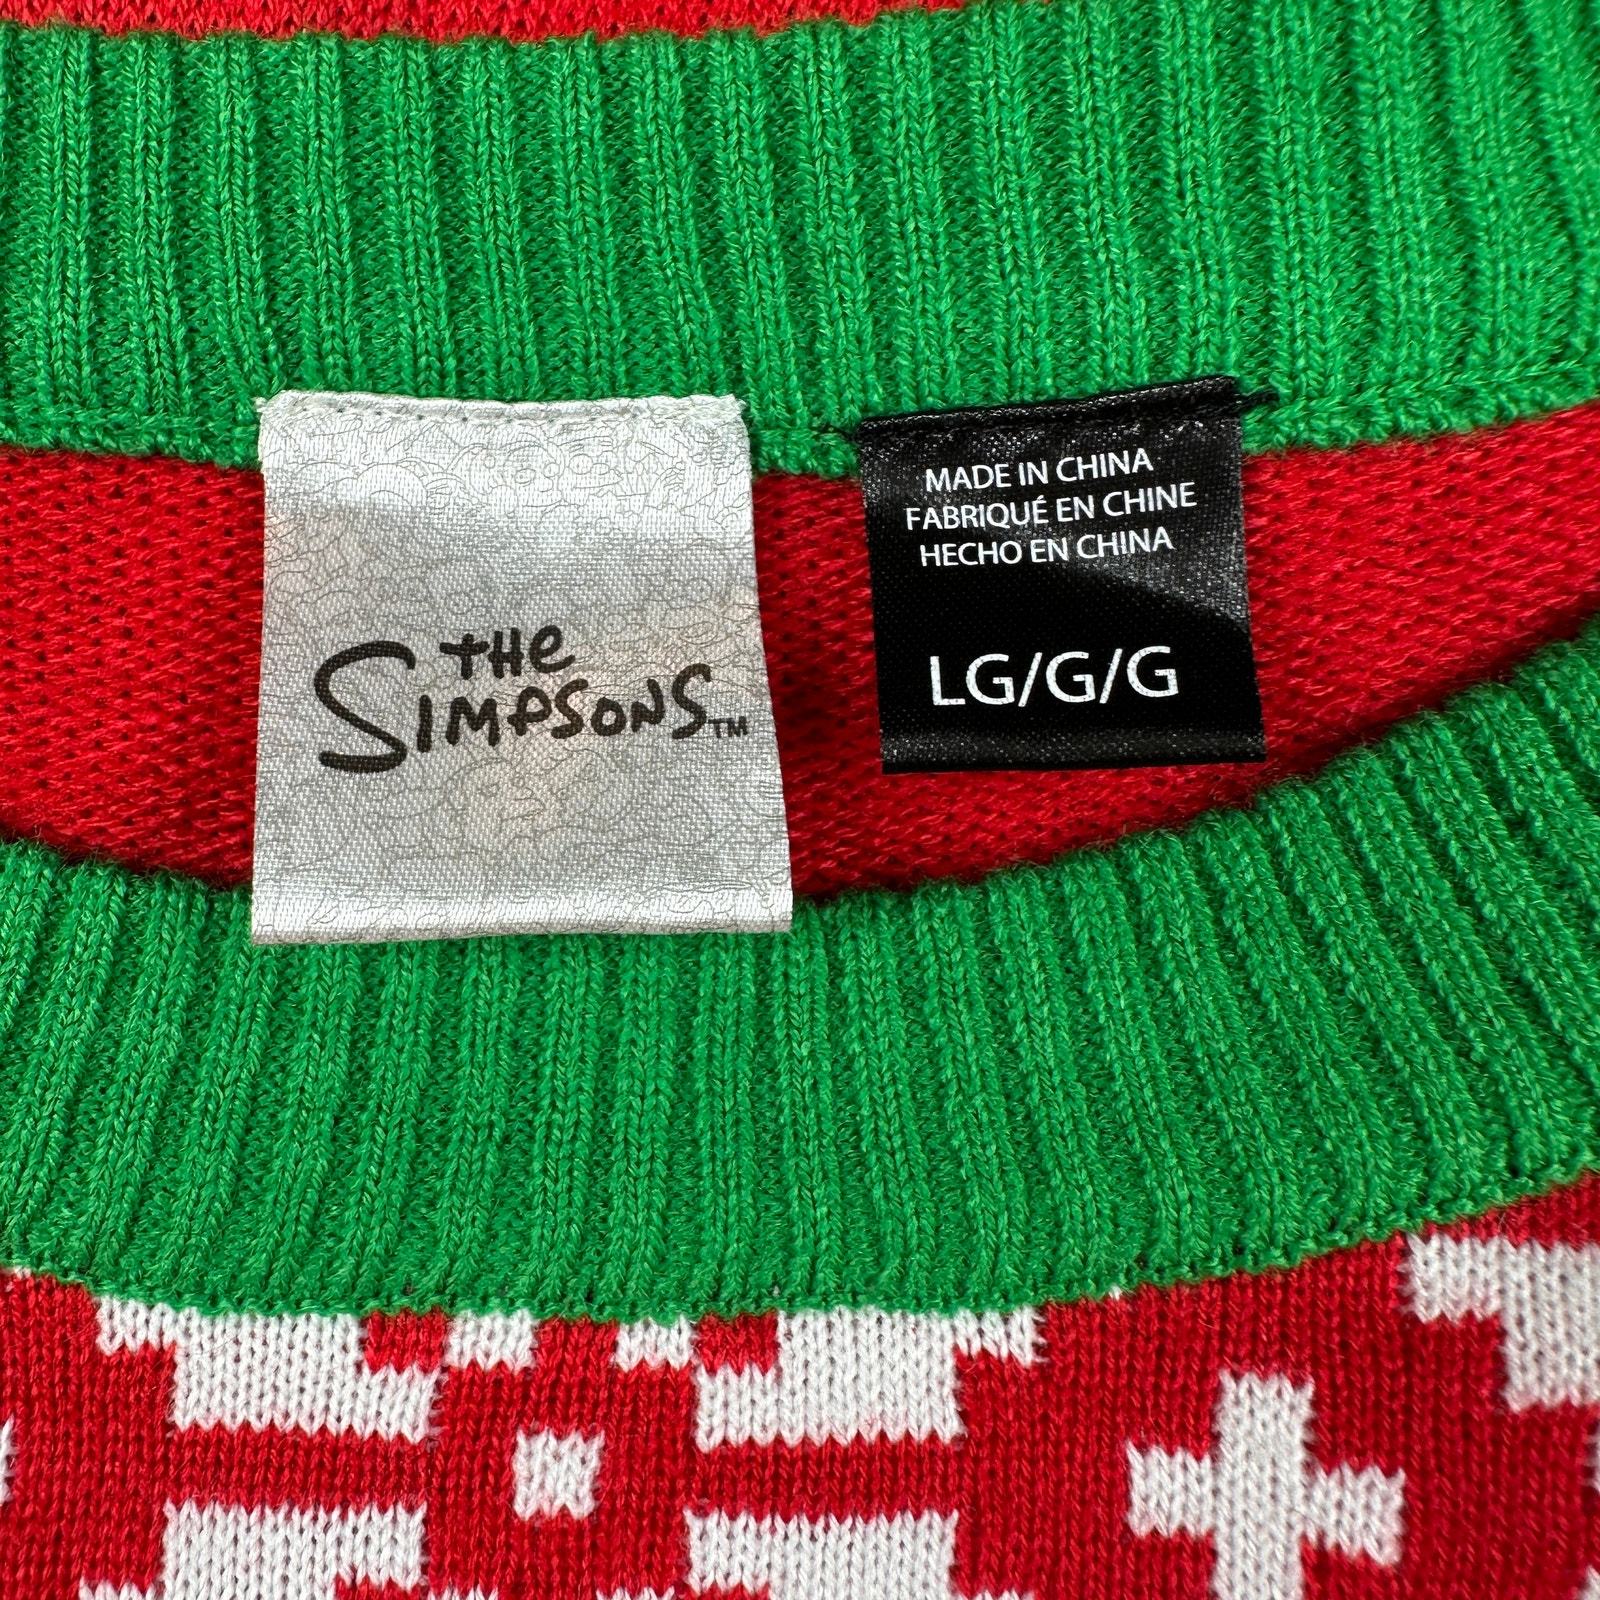 THE
SIMPSONS™
MADE IN CHINA
FABRIQUÉ EN CHINE
HECHO EN CHINA
LG/G/G